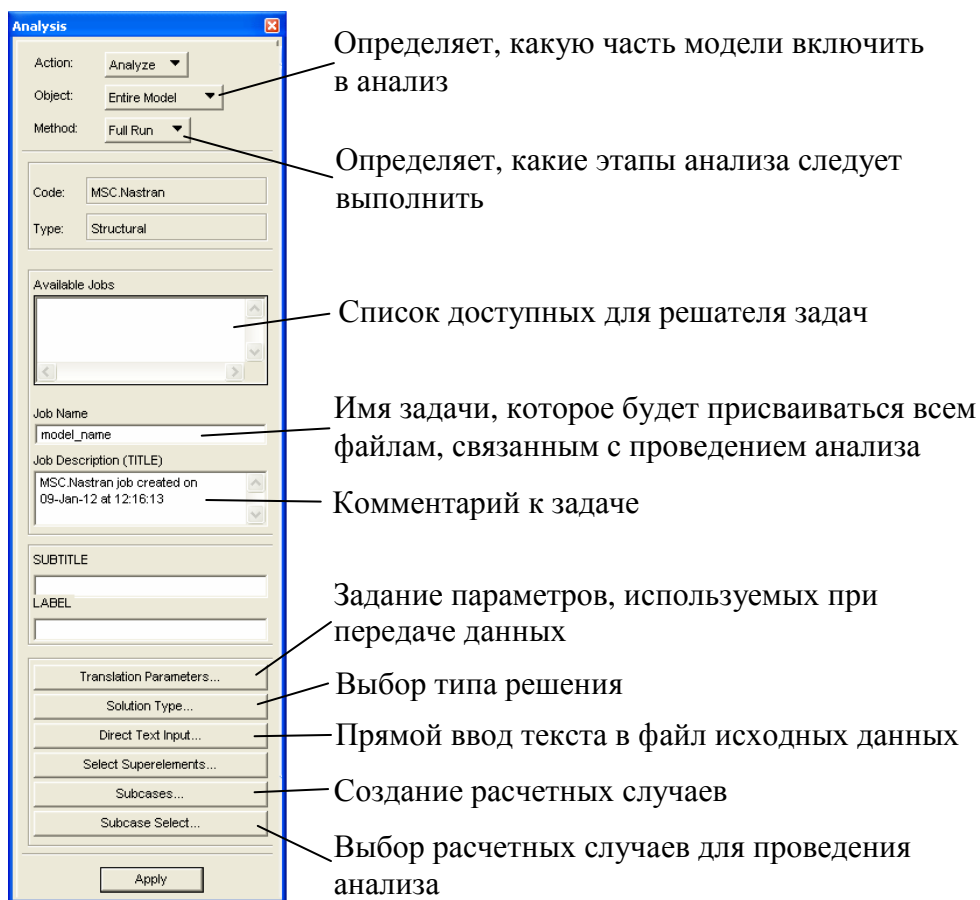 Analysis
Action: Analyze
Object: Entire Model
Method: Full Run
Code: MSC.Nastran
Type: Structural
Available Jobs
Job Name
model_name
Job Description (TITLE)
MSC.Nastran job created on
09-Jan-12 at 12:16:13
SUBTITLE
LABEL
Translation Parameters...
Solution Type...
Direct Text Input...
Select Superelements...
Subcases...
Subcase Select...
Apply
Определяет, какую часть модели включить
в анализ
Определяет, какие этапы анализа следует
выполнить
Список доступных для решателя задач
Имя задачи, которое будет присваиваться всем
файлам, связанным с проведением анализа
Комментарий к задаче
Задание параметров, используемых при
передаче данных
Выбор типа решения
Прямой ввод текста в файл исходных данных
Создание расчетных случаев
Выбор расчетных случаев для проведения
анализа